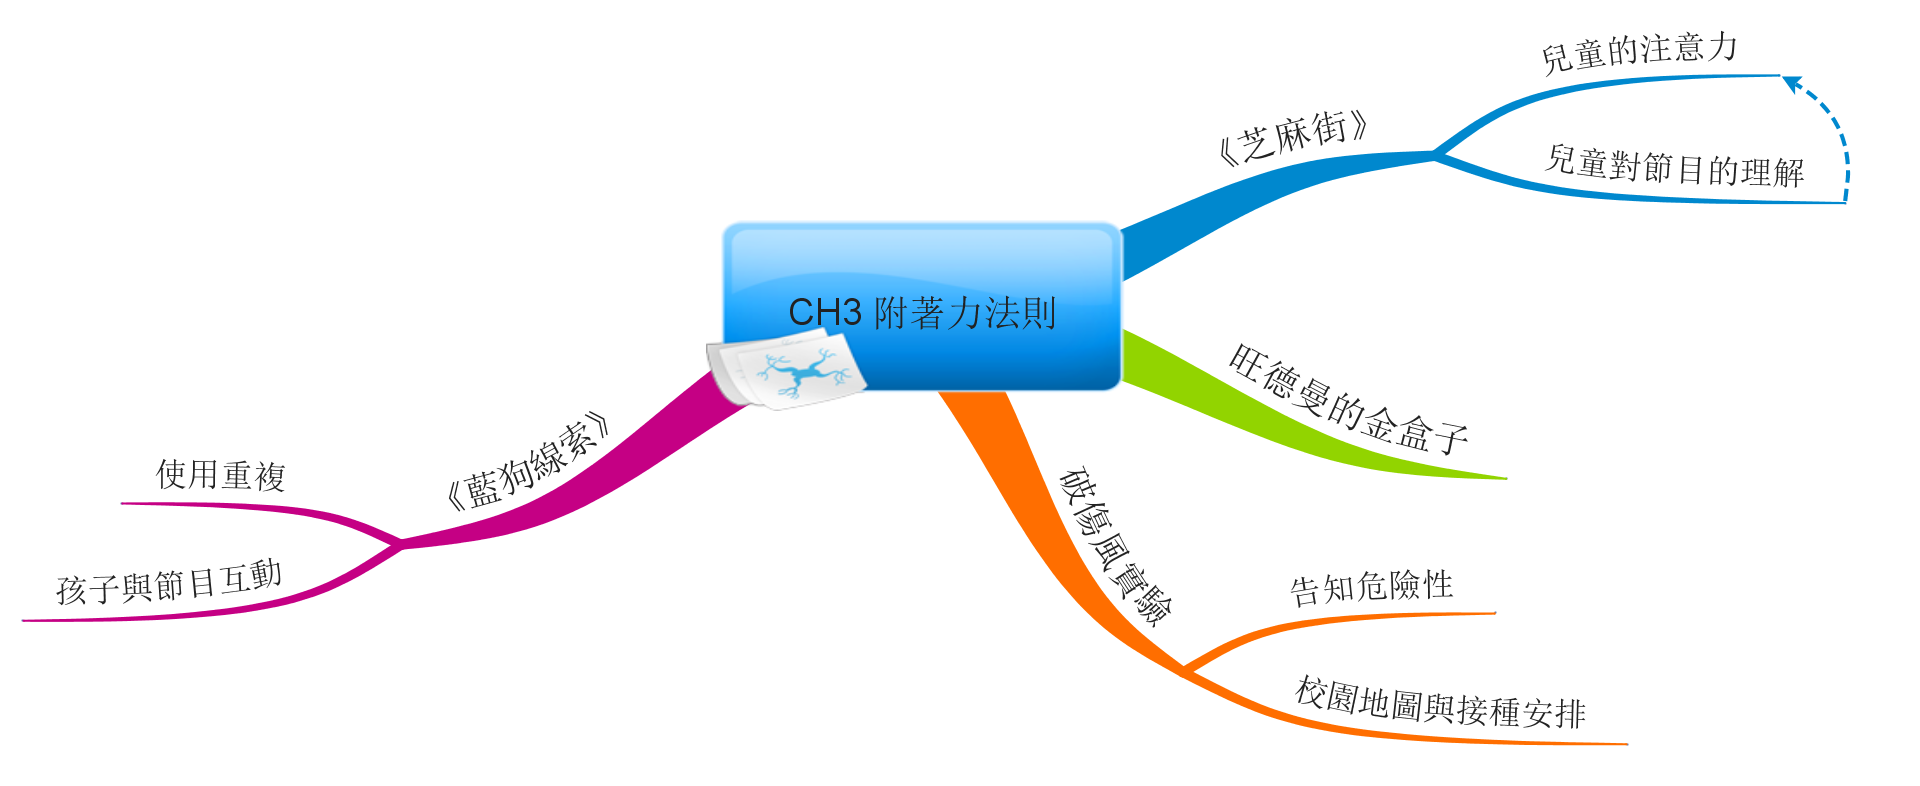 CH3 附著力法則
《芝麻街》
兒童的注意力
兒童對節目的理解
旺德曼的金盒子
破傷風實驗
告知危險性
校園地圖與接種安排
《藍狗線索》
使用重複
孩子與節目互動